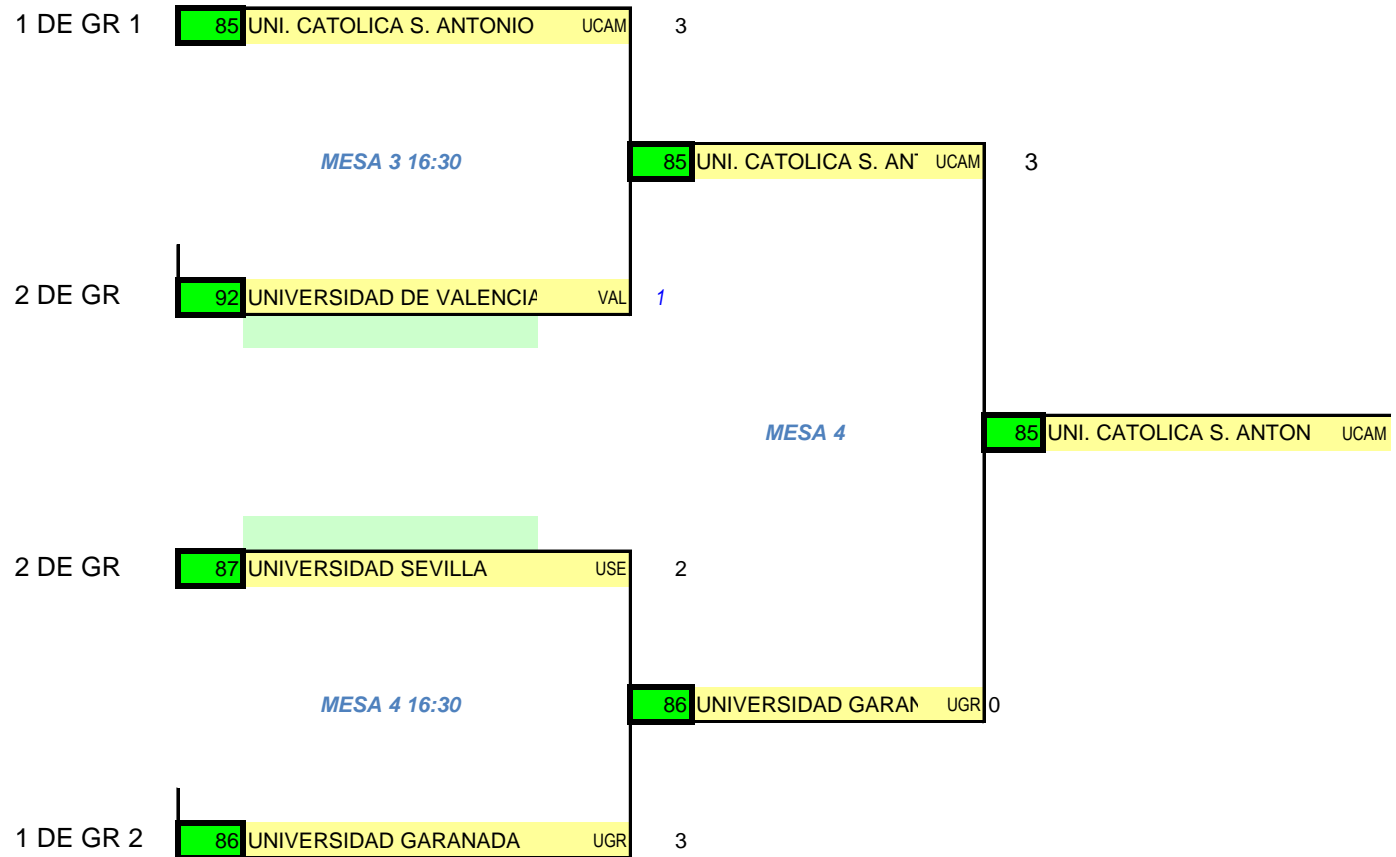 1 DE GR 1 85 UNI. CATOLICA S. ANTONIO UCAM 3
MESA 3 16:30 85 UNI. CATOLICA S. ANT UCAM 3
2 DE GR 92 UNIVERSIDAD DE VALENCIA VAL 1
MESA 4 85 UNI. CATOLICA S. ANTON UCAM
2 DE GR 87 UNIVERSIDAD SEVILLA USE 2
MESA 4 16:30 86 UNIVERSIDAD GARAN UGR 0
1 DE GR 2 86 UNIVERSIDAD GARANADA UGR 3